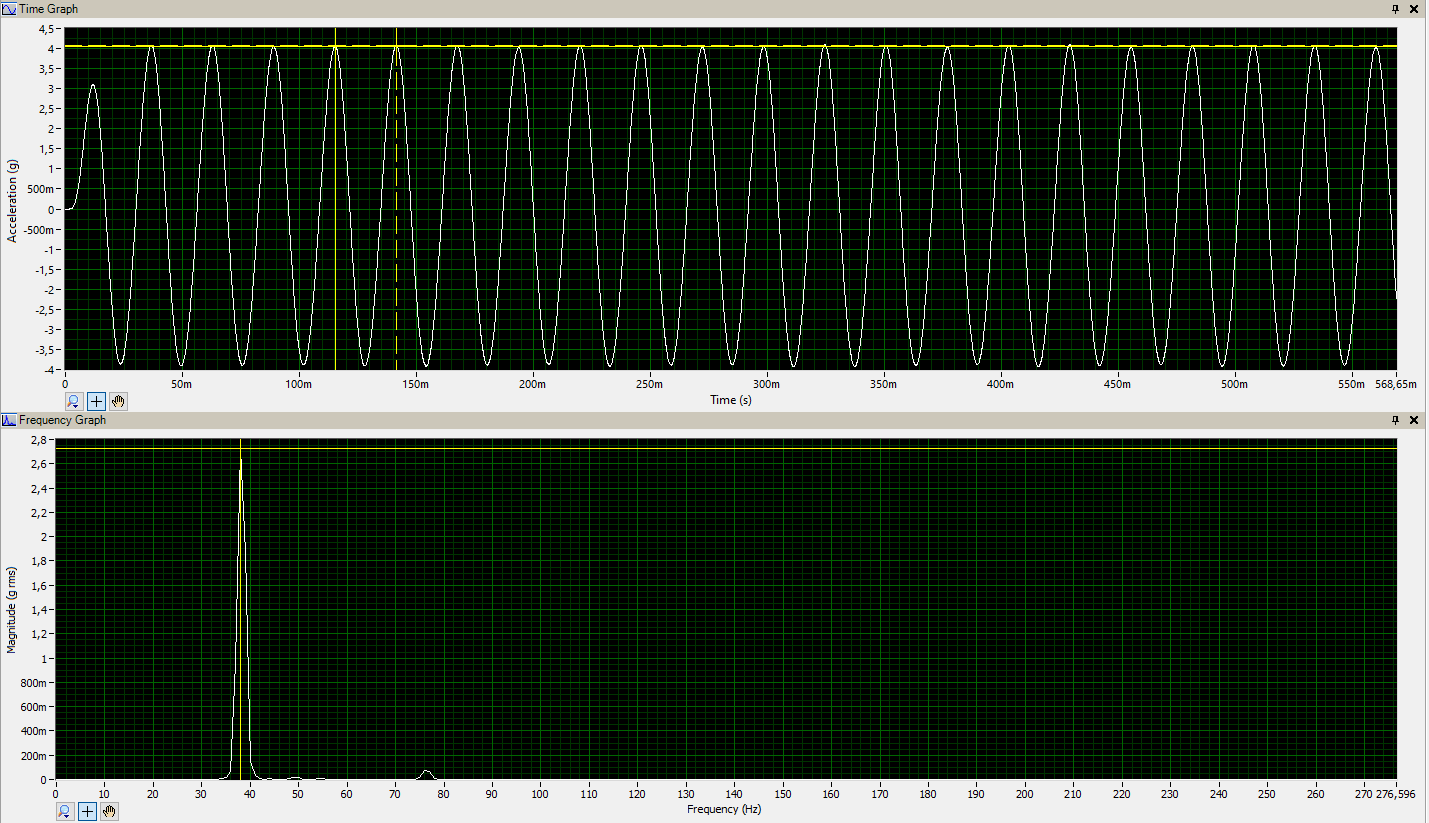 Time Graph
4,5
4
3,5
3
2,5
2
1,5
1
500m
0
-500m
-1
-1,5
-2
-2,5
-3
-3,5
-4
Acceleration (g)
0 50m 100m 150m 200m 250m 300m 350m 400m 450m 500m 550m 568,65m
Time (s)
Frequency Graph
2,8
2,6
2,4
2,2
2
1,8
1,6
1,4
1,2
1
800m
600m
400m
200m
0
Magnitude (g rms)
0 10 20 30 40 50 60 70 80 90 100 110 120 130 140 150 160 170 180 190 200 210 220 230 240 250 260 270 276,596
Frequency (Hz)